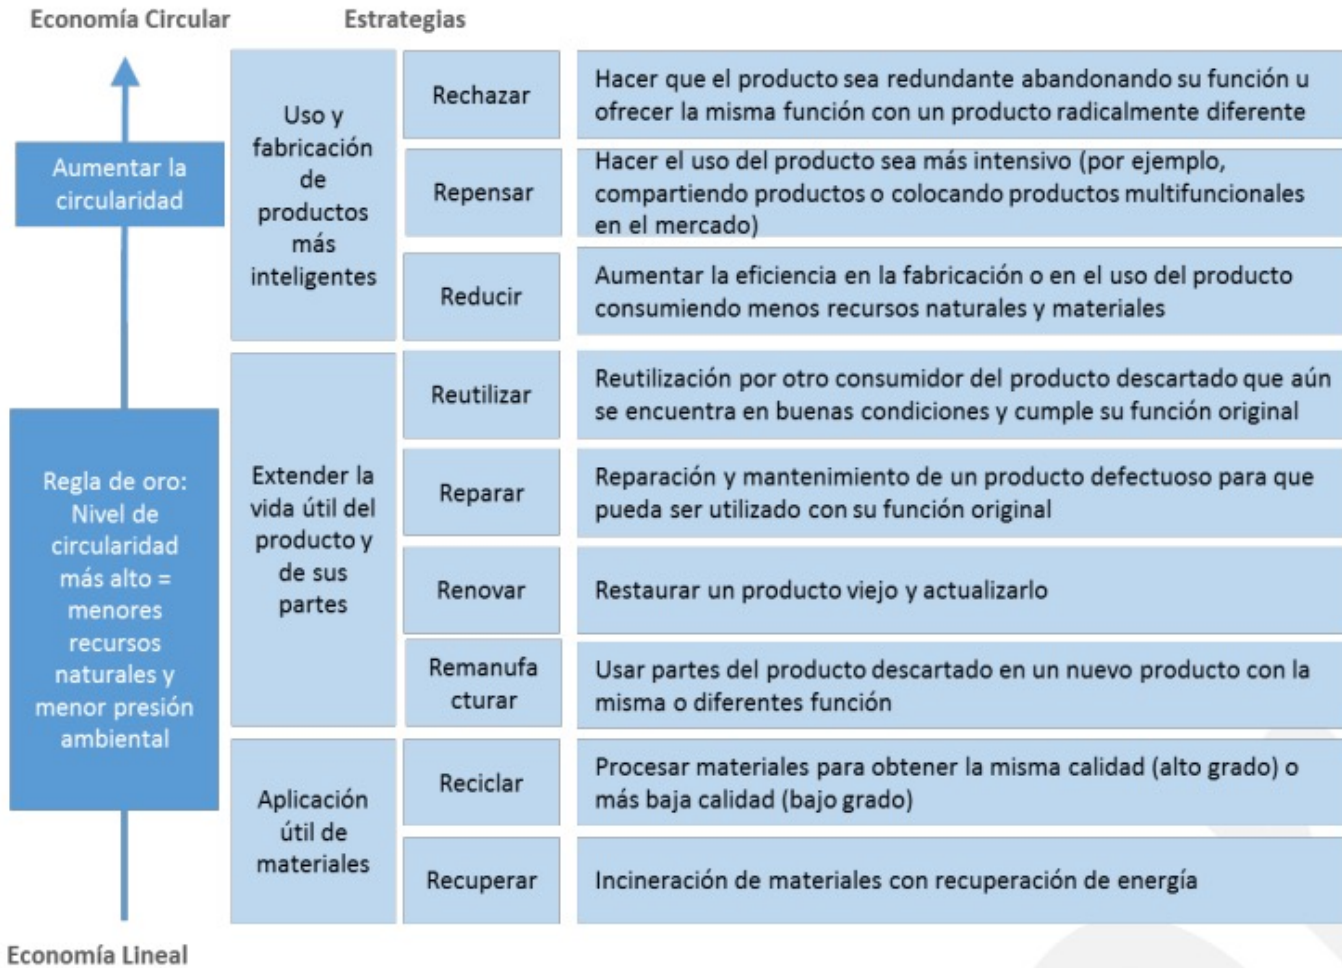 Economía Circular
Estrategias
Aumentar la
circularidad
Regla de oro:
Nivel de
circularidad
más alto =
menores
recursos
naturales y
menor presión
ambiental
Economía Lineal
Uso y
fabricación
de
productos
más
inteligentes
Rechazar
Hacer que el producto sea redundante abandonando su función u
ofrecer la misma función con un producto radicalmente diferente
Repensar
Hacer el uso del producto sea más intensivo (por ejemplo,
compartiendo productos o colocando productos multifuncionales
en el mercado)
Reducir
Aumentar la eficiencia en la fabricación o en el uso del producto
consumiendo menos recursos naturales y materiales
Extender la
vida útil del
producto y
de sus
partes
Reutilizar
Reutilización por otro consumidor del producto descartado que aún
se encuentra en buenas condiciones y cumple su función original
Reparar
Reparación y mantenimiento de un producto defectuoso para que
pueda ser utilizado con su función original
Renovar
Restaurar un producto viejo y actualizarlo
Remanufa
cturar
Usar partes del producto descartado en un nuevo producto con la
misma o diferentes función
Aplicación
útil de
materiales
Reciclar
Procesar materiales para obtener la misma calidad (alto grado) o
más baja calidad (bajo grado)
Recuperar
Incineración de materiales con recuperación de energía